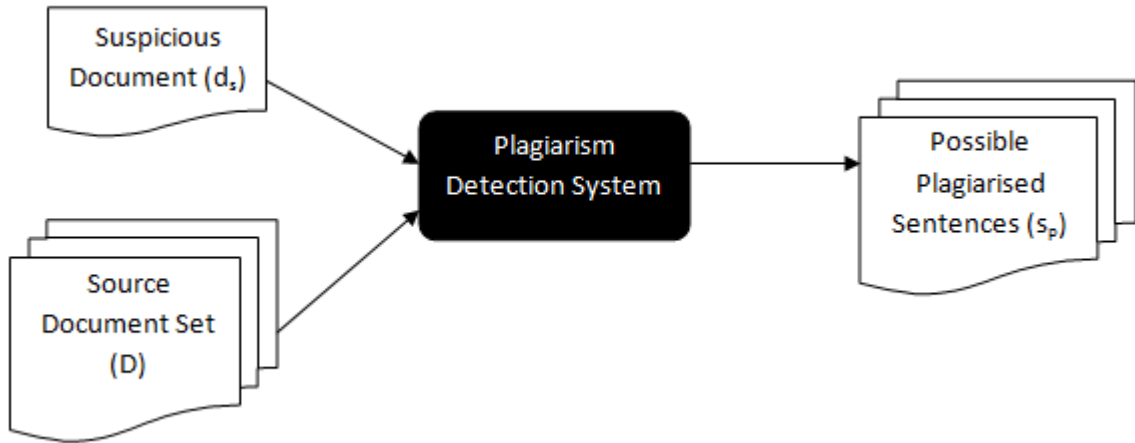 Suspicious
Document (dₛ)
Plagiarism
Detection System
Possible
Plagiarised
Sentences (sₚ)
Source
Document Set
(D)